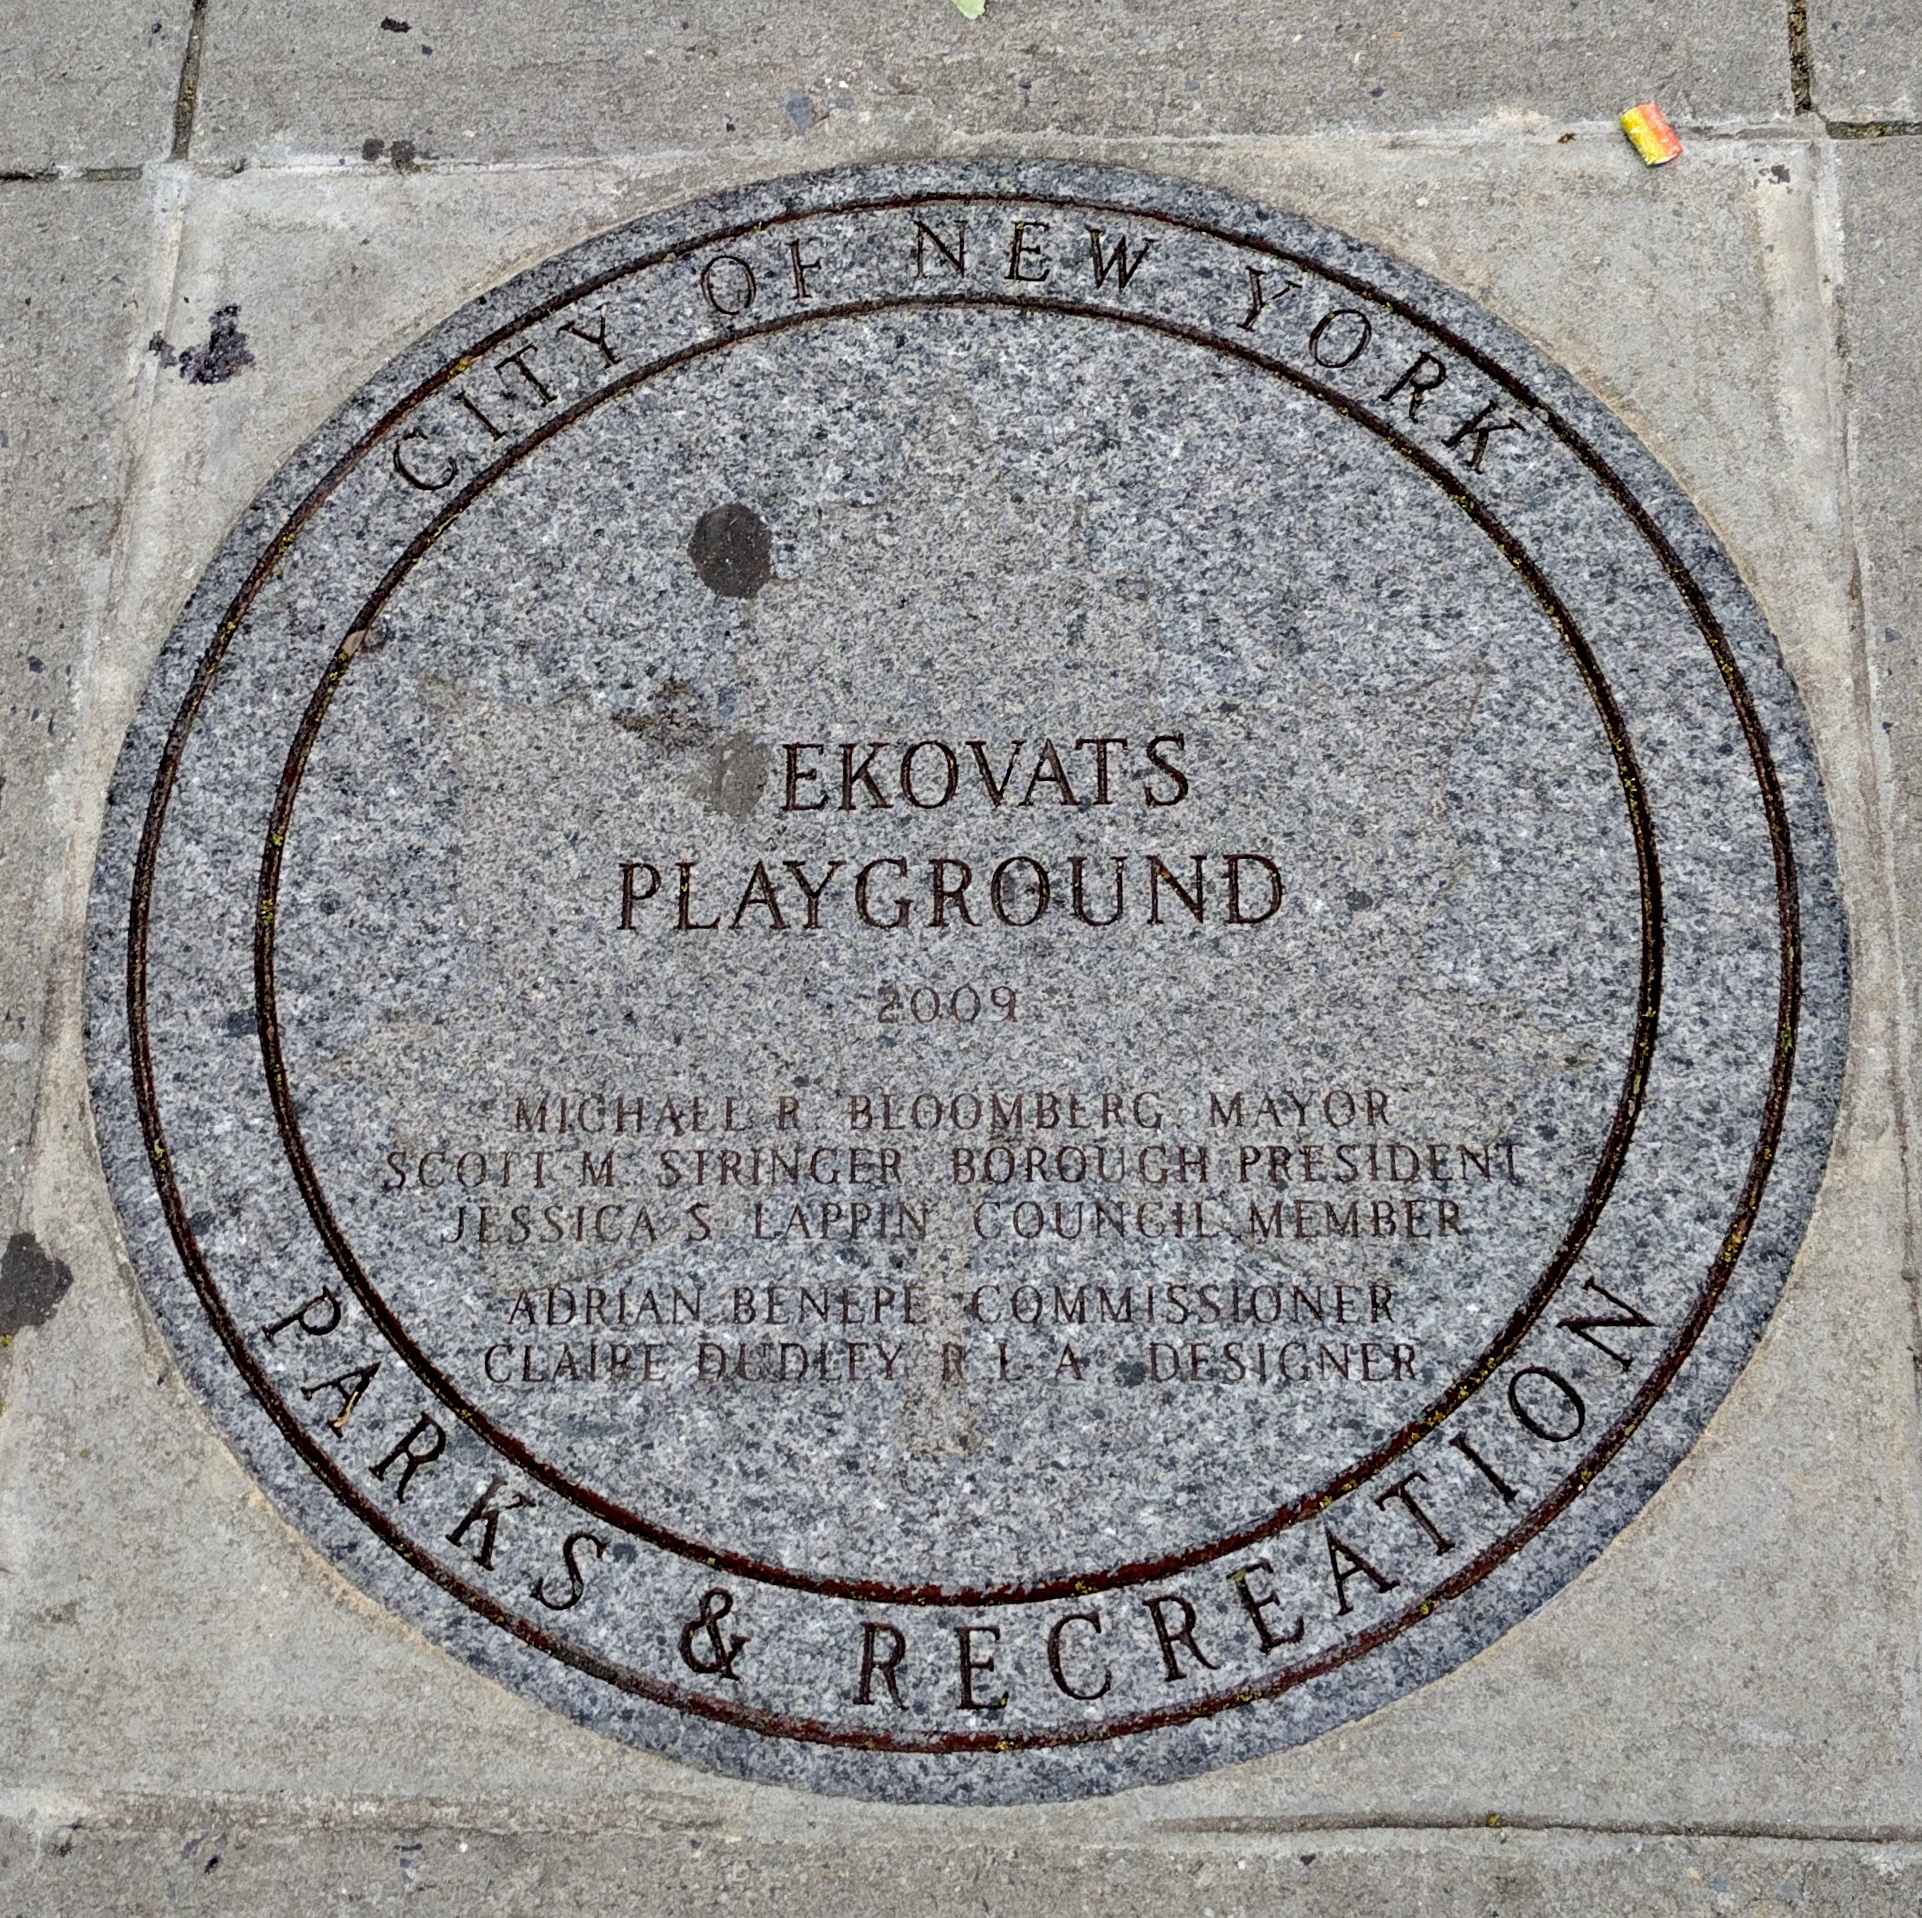 CITY OF NEW YORK
EKOVATS
PLAYGROUND
2009
MICHAEL R. BLOOMBERG, MAYOR
SCOTT M. STRINGER BOROUGH PRESIDENT
JESSICA S. LAPPIN COUNCIL MEMBER
ADRIAN BENEPE COMMISSIONER
CLAIRE DUDLEY R L A DESIGNER
PARKS & RECREATION